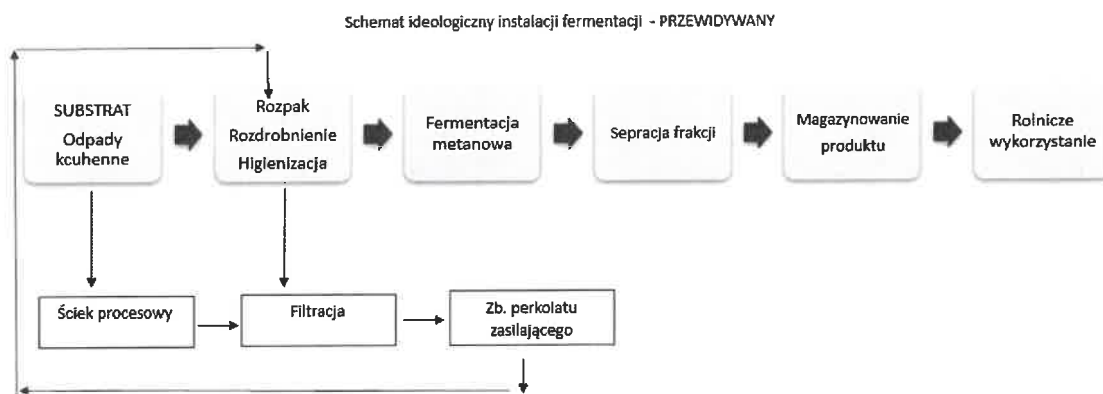 Schemat ideologiczny instalacji fermentacji - PRZEWIDYWANY
SUBSTRAT
Odpady
kcuhenne
Rozpak
Rozdrobnienie
Higienizacja
Fermentacja
metanowa
Sepracja frakcji
Magazynowanie
produktu
Rolnicze
wykorzystanie
Ściek procesowy
Filtracja
Zb. perkolatu
zasilającego